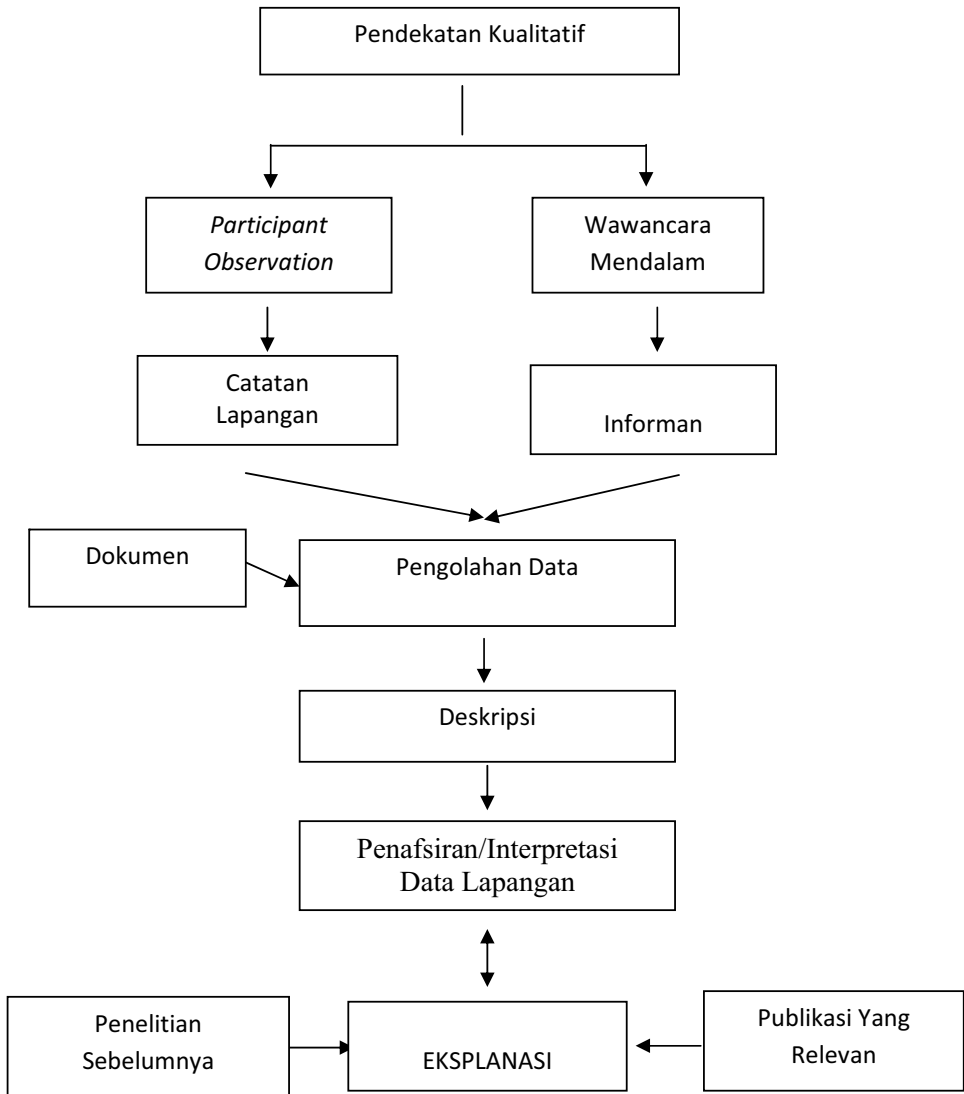 Pendekatan Kualitatif
Participant
Observation
Wawancara
Mendalam
Catatan
Lapangan
Informan
Dokumen
Pengolahan Data
Deskripsi
Penafsiran/Interpretasi
Data Lapangan
Penelitian
Sebelumnya
EKSPLANASI
Publikasi Yang
Relevan